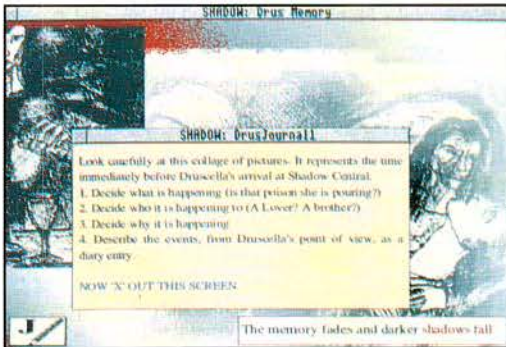 SHADOW: Drus Memory
SHADOW: DrusJournal1
Look carefully at this collage of pictures. It represents the time
immediately before Druscella's arrival at Shadow Central.
1. Decide what is happening (is that poison she is pouring?)
2. Decide who it is happening to (A Lover? A brother?)
3. Decide why it is happening
4. Describe the events, from Druscella's point of view, as a
diary entry
NOW 'X' OUT THIS SCREEN
J
The memory fades and darker shadows fall